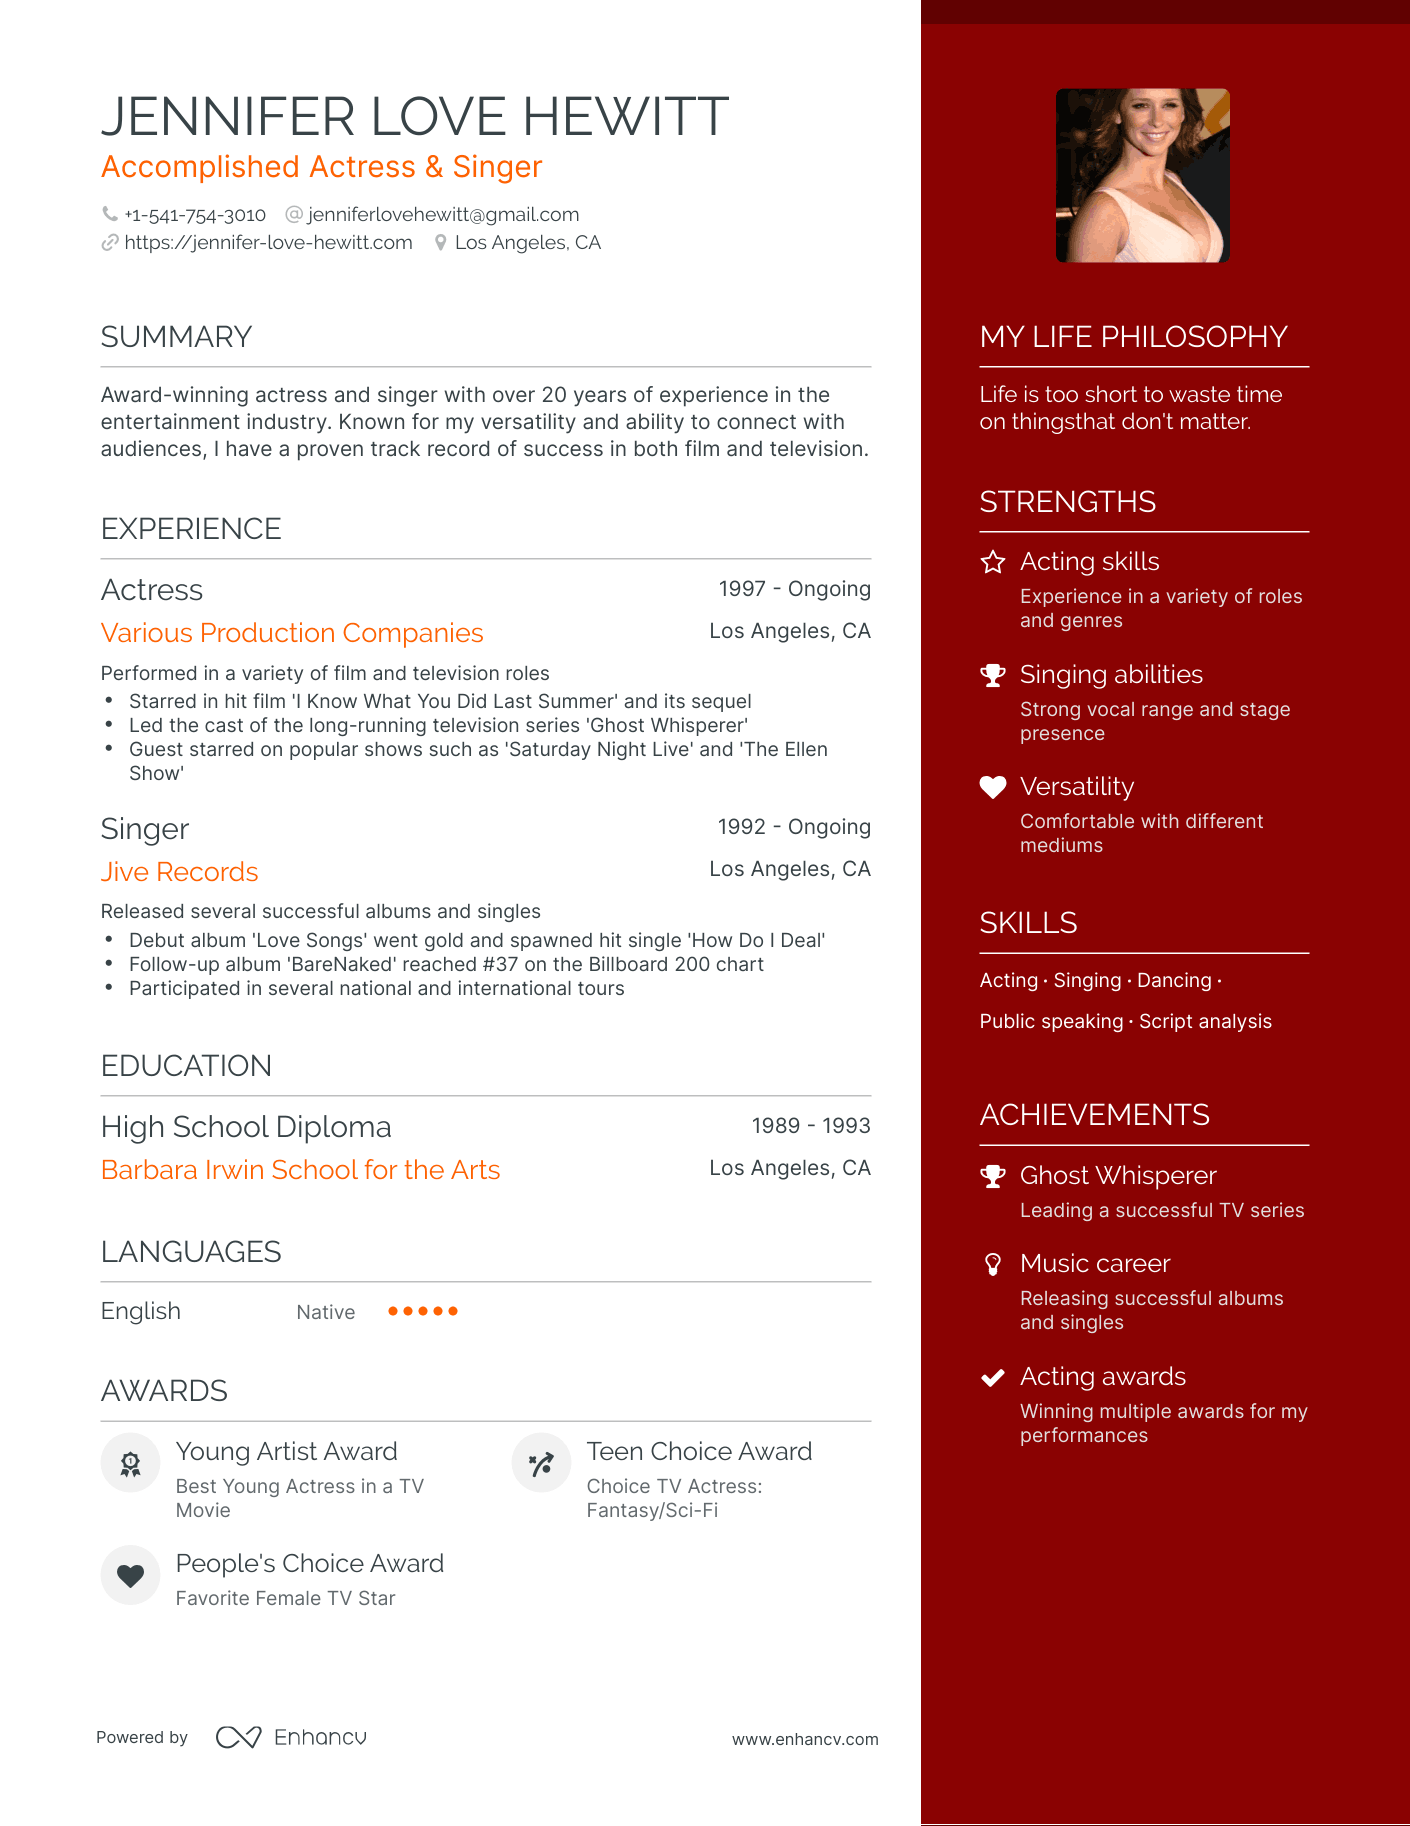 JENNIFER LOVE HEWITT
Accomplished Actress & Singer
+1-541-754-3010 jenniferlovehewitt@gmail.com
https://jennifer-love-hewitt.com Los Angeles, CA
SUMMARY
Award-winning actress and singer with over 20 years of experience in the
entertainment industry. Known for my versatility and ability to connect with
audiences, I have a proven track record of success in both film and television.
EXPERIENCE
Actress 1997 - Ongoing
Various Production Companies Los Angeles, CA
Performed in a variety of film and television roles
• Starred in hit film 'I Know What You Did Last Summer' and its sequel
• Led the cast of the long-running television series 'Ghost Whisperer'
• Guest starred on popular shows such as 'Saturday Night Live' and 'The Ellen
Show'
Singer 1992 - Ongoing
Jive Records Los Angeles, CA
Released several successful albums and singles
• Debut album 'Love Songs' went gold and spawned hit single 'How Do I Deal'
• Follow-up album 'BareNaked' reached #37 on the Billboard 200 chart
• Participated in several national and international tours
EDUCATION
High School Diploma 1989 - 1993
Barbara Irwin School for the Arts Los Angeles, CA
LANGUAGES
English Native
AWARDS
Young Artist Award
Best Young Actress in a TV
Movie
Teen Choice Award
Choice TV Actress:
Fantasy/Sci-Fi
People's Choice Award
Favorite Female TV Star
Powered by Enhancv www.enhancv.com
MY LIFE PHILOSOPHY
Life is too short to waste time
on thingsthat don't matter.
STRENGTHS
Acting skills
Experience in a variety of roles
and genres
Singing abilities
Strong vocal range and stage
presence
Versatility
Comfortable with different
mediums
SKILLS
Acting · Singing · Dancing ·
Public speaking · Script analysis
ACHIEVEMENTS
Ghost Whisperer
Leading a successful TV series
Music career
Releasing successful albums
and singles
Acting awards
Winning multiple awards for my
performances